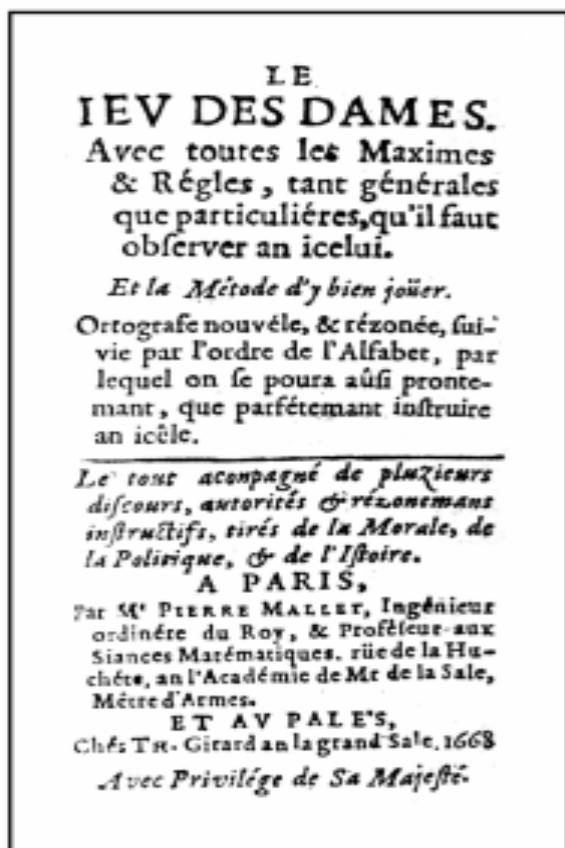 LE
IEV DES DAMES.
Avec toutes les Maximes
& Régles, tant générales
que particuliéres, qu'il faut
obſerver an icelui.
Et la Métode d'y bien joüer.
Ortografe nouvéle, & rézonée, ſui-
vie par l'ordre de l'Alfabet, par
lequel on ſe poura aûſi pronte-
mant, que parfétemant inſtruire
an icêle.
Le tout aconpagné de pluzieurs
diſcours, autorités & rézonemans
inſtructifs, tirés de la Morale, de
la Politique, & de l'Iſtoire.
A PARIS,
Par Mr PIERRE MALLET, Ingénieur
ordinére du Roy, & Proféſeur aux
Siances Matématiques. rüe de la Hu-
chéte, an l'Académie de Mr de la Sale,
Métre d'Armes.
ET AV PALE'S,
Chés TR. Girard an la grand Sale. 1668
Avec Privilége de Sa Majeſté.